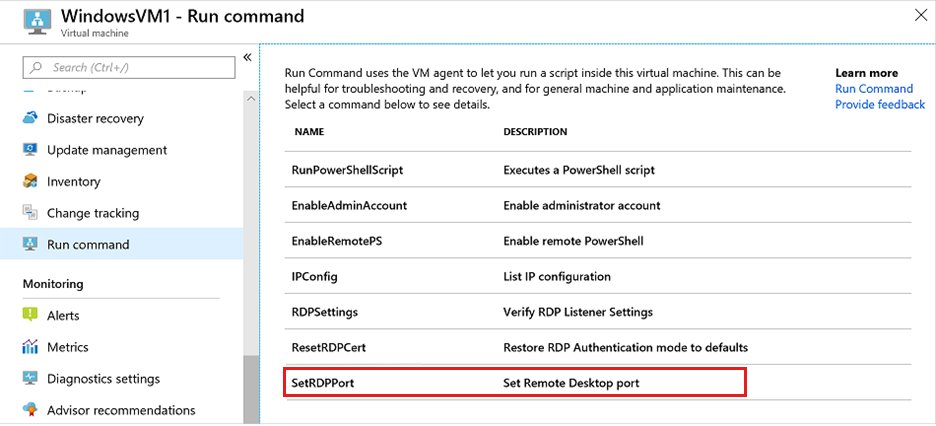 WindowsVM1 - Run command
Virtual machine
Search (Ctrl+/)
Disaster recovery
Update management
Inventory
Change tracking
Run command
Monitoring
Alerts
Metrics
Diagnostics settings
Advisor recommendations
Run Command uses the VM agent to let you run a script inside this virtual machine. This can be
helpful for troubleshooting and recovery, and for general machine and application maintenance.
Select a command below to see details.
Learn more
Run Command
Provide feedback
NAME DESCRIPTION
RunPowerShellScript Executes a PowerShell script
EnableAdminAccount Enable administrator account
EnableRemotePS Enable remote PowerShell
IPConfig List IP configuration
RDPSettings Verify RDP Listener Settings
ResetRDPCert Restore RDP Authentication mode to defaults
SetRDPPort Set Remote Desktop port